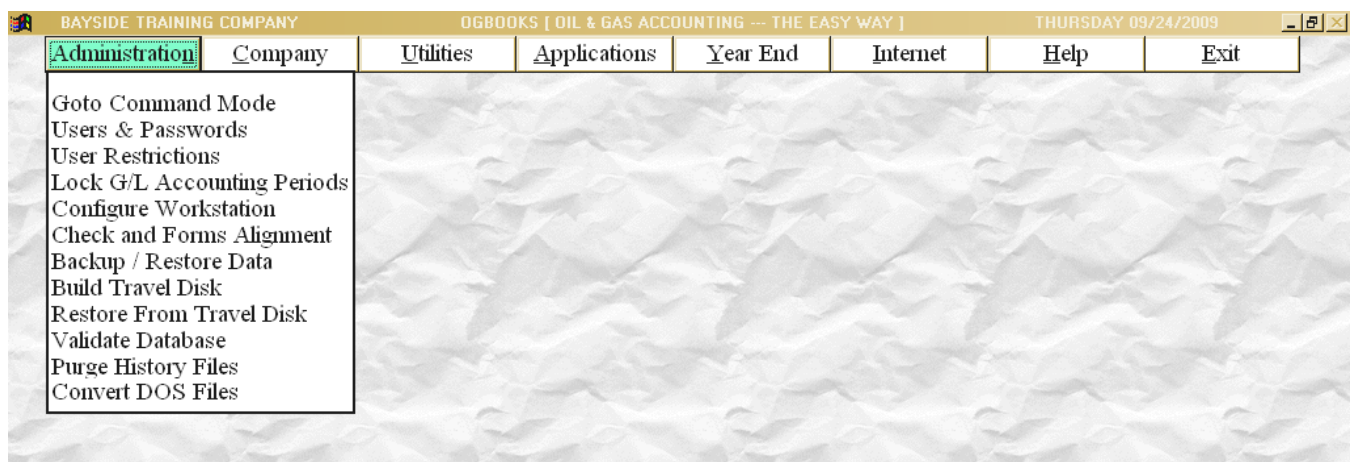 BAYSIDE TRAINING COMPANY OGBOOKS [ OIL & GAS ACCOUNTING --- THE EASY WAY ] THURSDAY 09/24/2009
Administration Company Utilities Applications Year End Internet Help Exit
Goto Command Mode
Users & Passwords
User Restrictions
Lock G/L Accounting Periods
Configure Workstation
Check and Forms Alignment
Backup / Restore Data
Build Travel Disk
Restore From Travel Disk
Validate Database
Purge History Files
Convert DOS Files